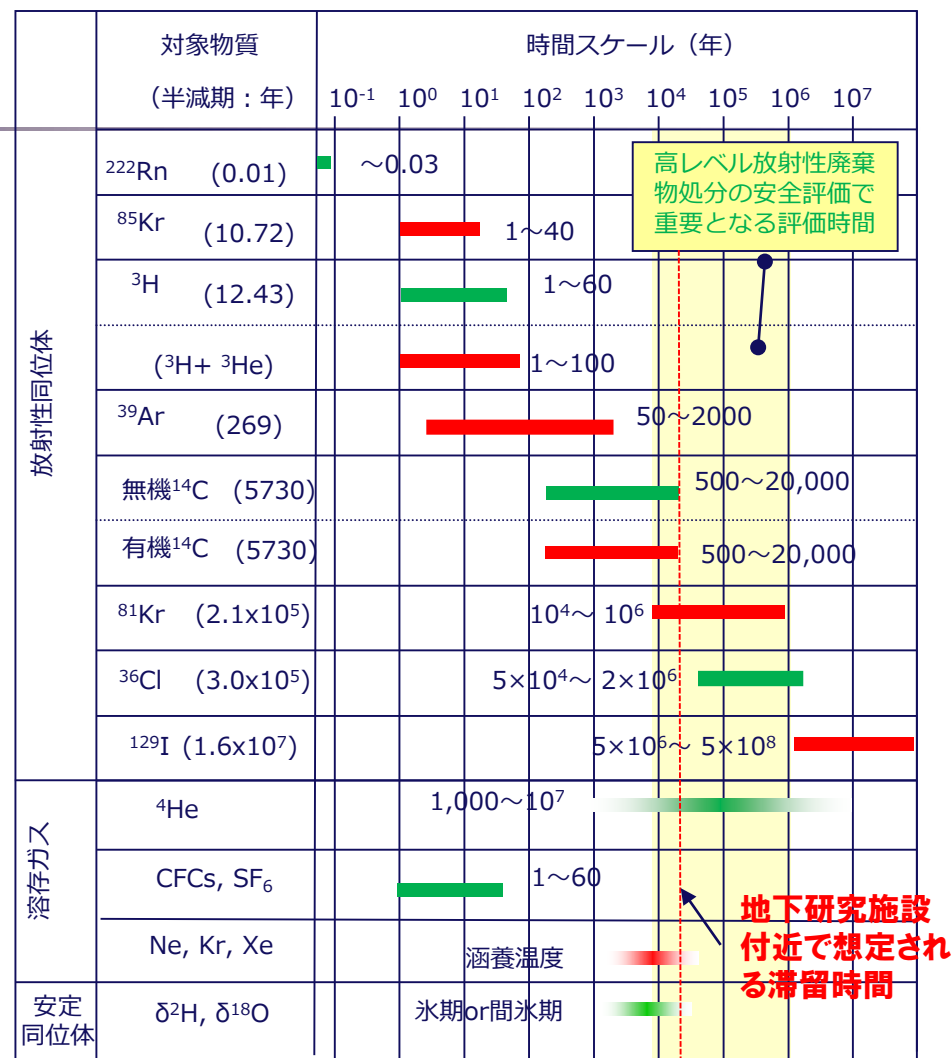 対象物質
時間スケール（年）
（半減期：年）
10⁻¹ 10⁰ 10¹ 10² 10³ 10⁴ 10⁵ 10⁶ 10⁷
放射性同位体
²²²Rn (0.01)
～0.03
高レベル放射性廃棄
物処分の安全評価で
重要となる評価時間
⁸⁵Kr (10.72)
1～40
³H (12.43)
1～60
(³H+ ³He)
1～100
³⁹Ar (269)
50～2000
無機¹⁴C (5730)
500～20,000
有機¹⁴C (5730)
500～20,000
⁸¹Kr (2.1x10⁵)
10⁴～ 10⁶
³⁶Cl (3.0x10⁵)
5×10⁴～ 2×10⁶
¹²⁹I (1.6x10⁷)
5×10⁶～ 5×10⁸
溶存ガス
⁴He
1,000～10⁷
CFCs, SF₆
1～60
Ne, Kr, Xe
涵養温度
地下研究施設
付近で想定され
る滞留時間
安定
同位体
δ²H, δ¹⁸O
氷期or間氷期